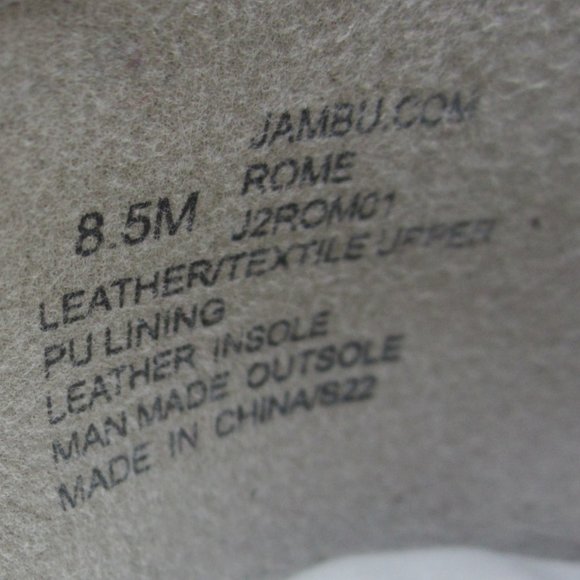 JAMBU.COM
ROME
8.5M J2ROM01
LEATHER/TEXTILE UPPER
PU LINING
LEATHER INSOLE
MAN MADE OUTSOLE
MADE IN CHINA/S22